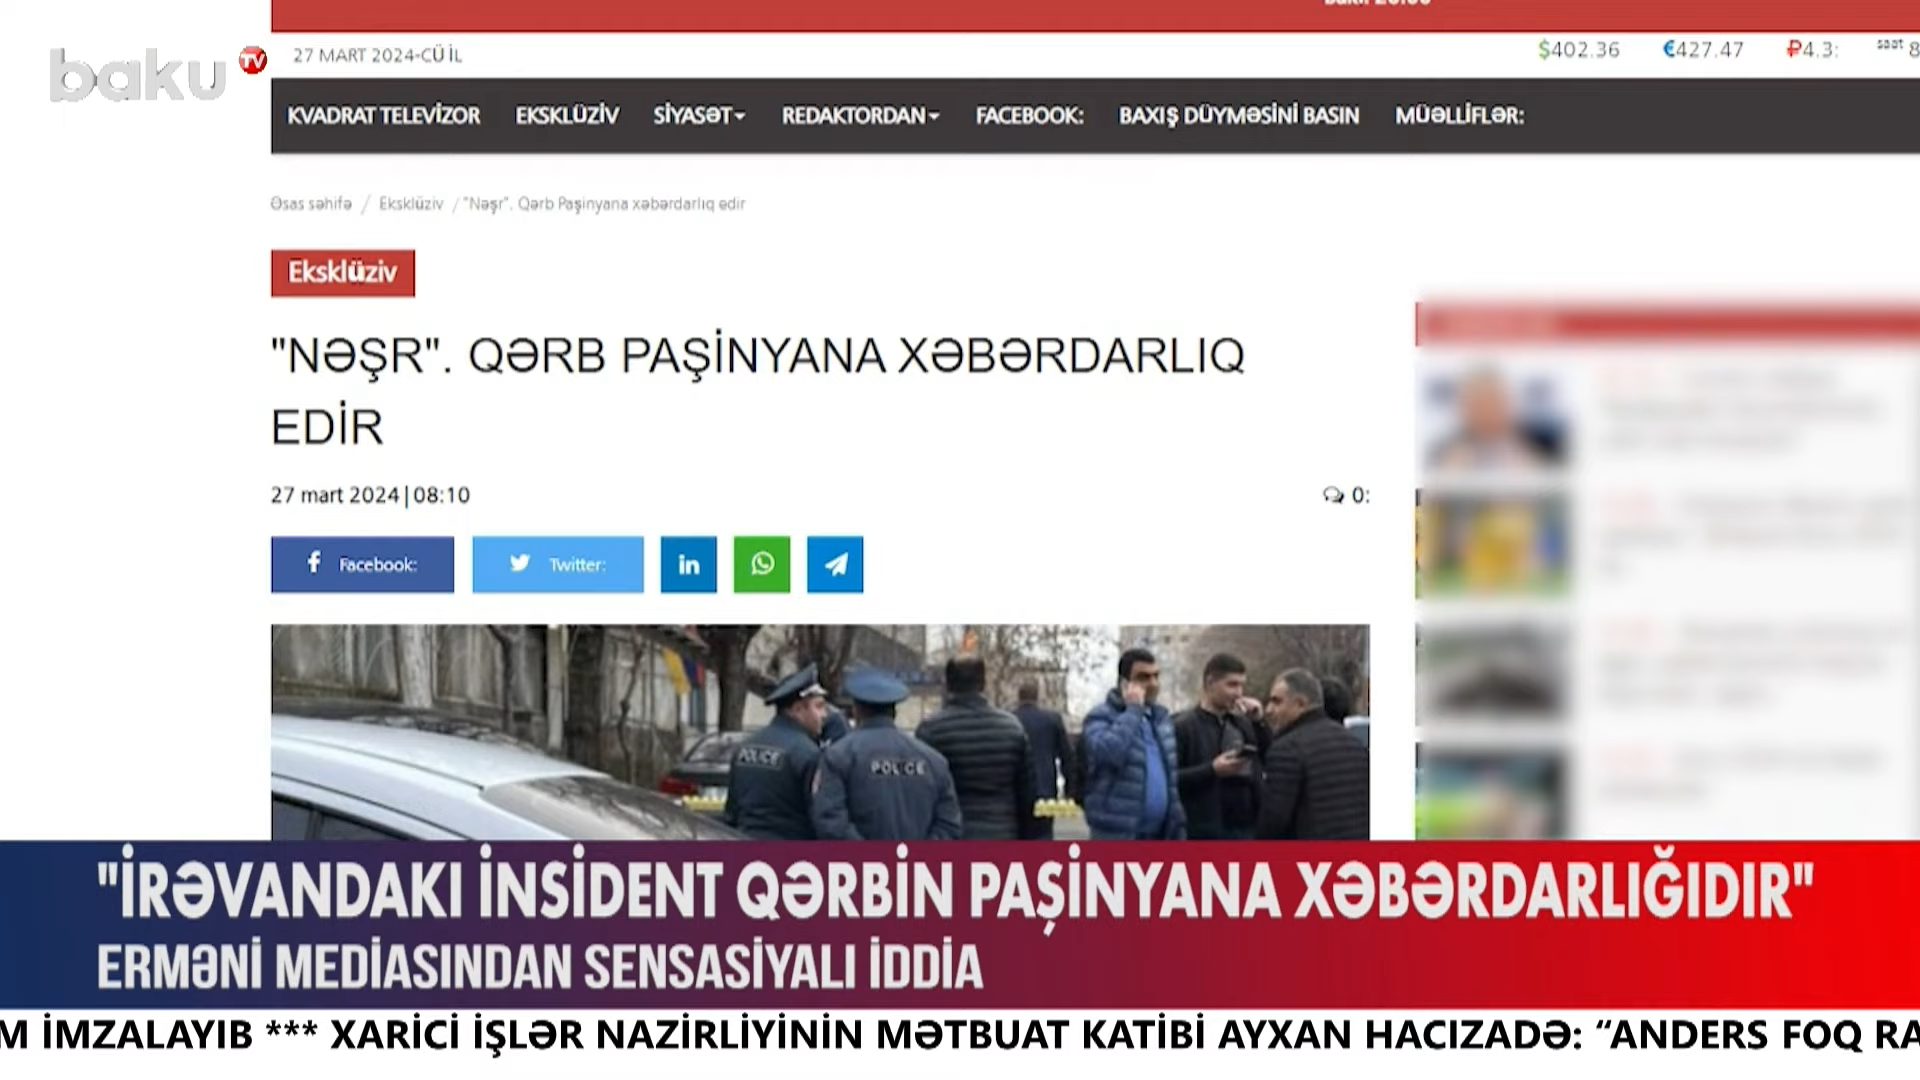 baku TV
27 MART 2024-CÜ İL
$402.36 €427.47 ₽4.3: saat
KVADRAT TELEVİZOR EKSKLÜZİV SİYASƏT REDAKTORDAN FACEBOOK: BAXIŞ DÜYMƏSİNİ BASIN MÜƏLLİFLƏR:
Əsas səhifə / Eksklüziv / "Nəşr". Qərb Paşinyana xəbərdarlıq edir
Eksklüziv
"NƏŞR". QƏRB PAŞİNYANA XƏBƏRDARLIQ
EDİR
27 mart 2024|08:10
0:
Facebook: Twitter: in
POLICE POLICE
"İRƏVANDAKI İNSİDENT QƏRBİN PAŞİNYANA XƏBƏRDARLIĞIDIR"
ERMƏNİ MEDİASINDAN SENSASİYALI İDDİA
M İMZALAYIB *** XARİCİ İŞLƏR NAZİRLİYİNİN MƏTBUAT KATİBİ AYXAN HACIZADƏ: “ANDERS FOQ RA